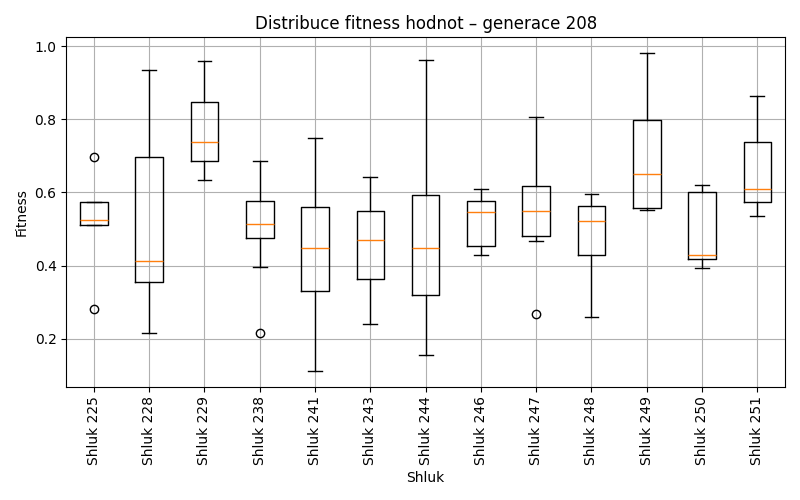 Distribuce fitness hodnot – generace 208
Fitness
1.0
0.8
0.6
0.4
0.2
Shluk 225
Shluk 228
Shluk 229
Shluk 238
Shluk 241
Shluk 243
Shluk 244
Shluk 246
Shluk 247
Shluk 248
Shluk 249
Shluk 250
Shluk 251
Shluk